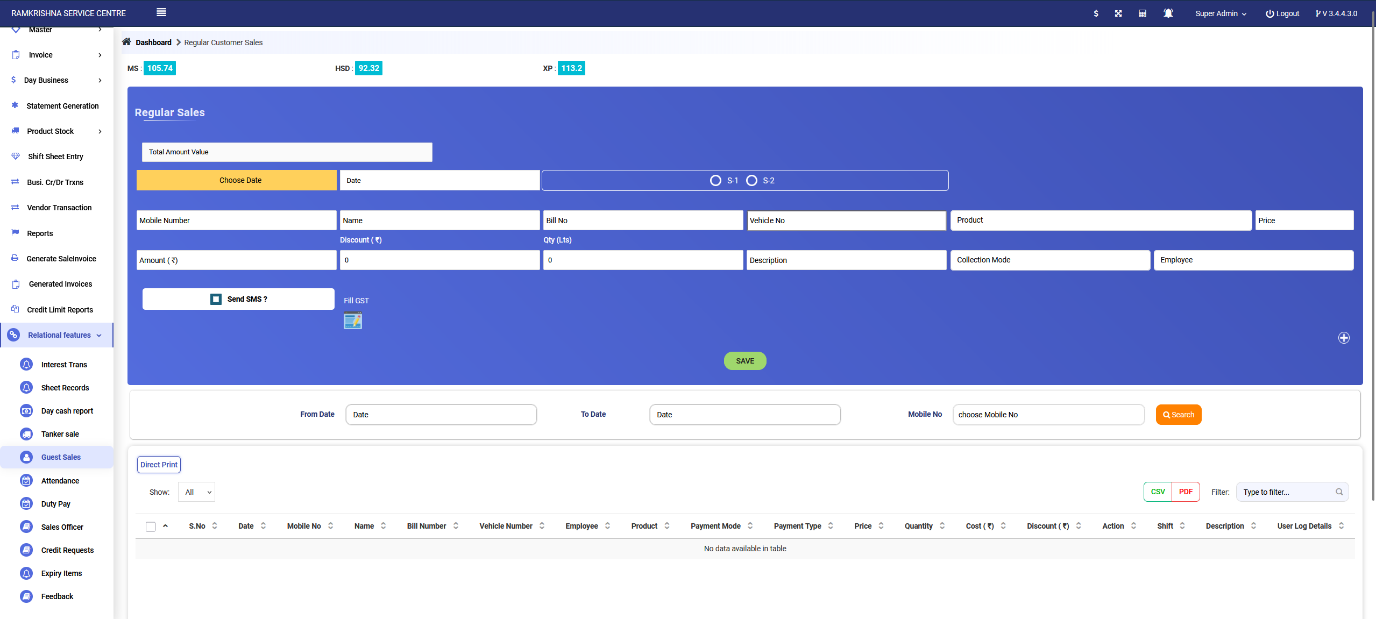 RAMKRISHNA SERVICE CENTRE
Super Admin
Logout
V 3.4.4.3.0
Master
Invoice
Day Business
Statement Generation
Product Stock
Shift Sheet Entry
Busi. Cr/Dr Trxns
Vendor Transaction
Reports
Generate SaleInvoice
Generated Invoices
Credit Limit Reports
Relational features
Interest Trans
Sheet Records
Day cash report
Tanker sale
Guest Sales
Attendance
Duty Pay
Sales Officer
Credit Requests
Expiry Items
Feedback
Dashboard > Regular Customer Sales
MS : 105.74 HSD : 92.32 XP : 113.2
Regular Sales
Total Amount Value
Choose Date Date S-1 S-2
Mobile Number Name Bill No Vehicle No Product Price
Discount ( ₹) Qty (Lts)
Amount ( ₹) 0 0 Description Collection Mode Employee
Send SMS ? Fill GST
SAVE
From Date Date To Date Date Mobile No choose Mobile No Search
Direct Print
Show: All CSV PDF Filter: Type to filter...
S.No Date Mobile No Name Bill Number Vehicle Number Employee Product Payment Mode Payment Type Price Quantity Cost ( ₹) Discount ( ₹) Action Shift Description User Log Details
No data available in table